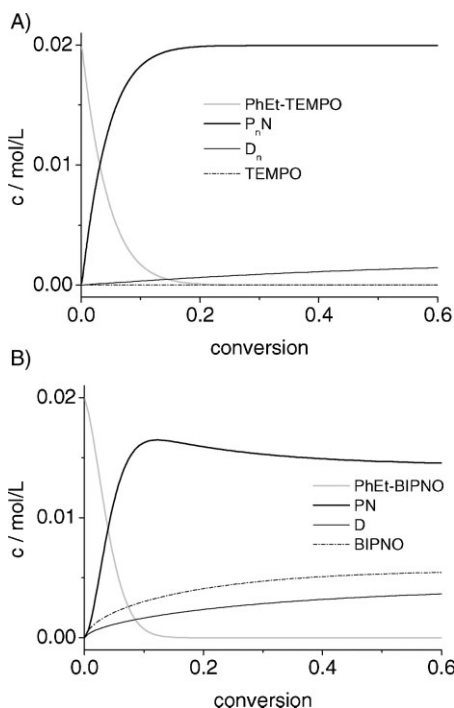 A)
0.02
0.01
0.00
c / mol/L
PhEt-TEMPO
PₙN
Dₙ
TEMPO
0.0 0.2 0.4 0.6
conversion
B)
0.02
0.01
0.00
c / mol/L
PhEt-BIPNO
PN
D
BIPNO
0.0 0.2 0.4 0.6
conversion